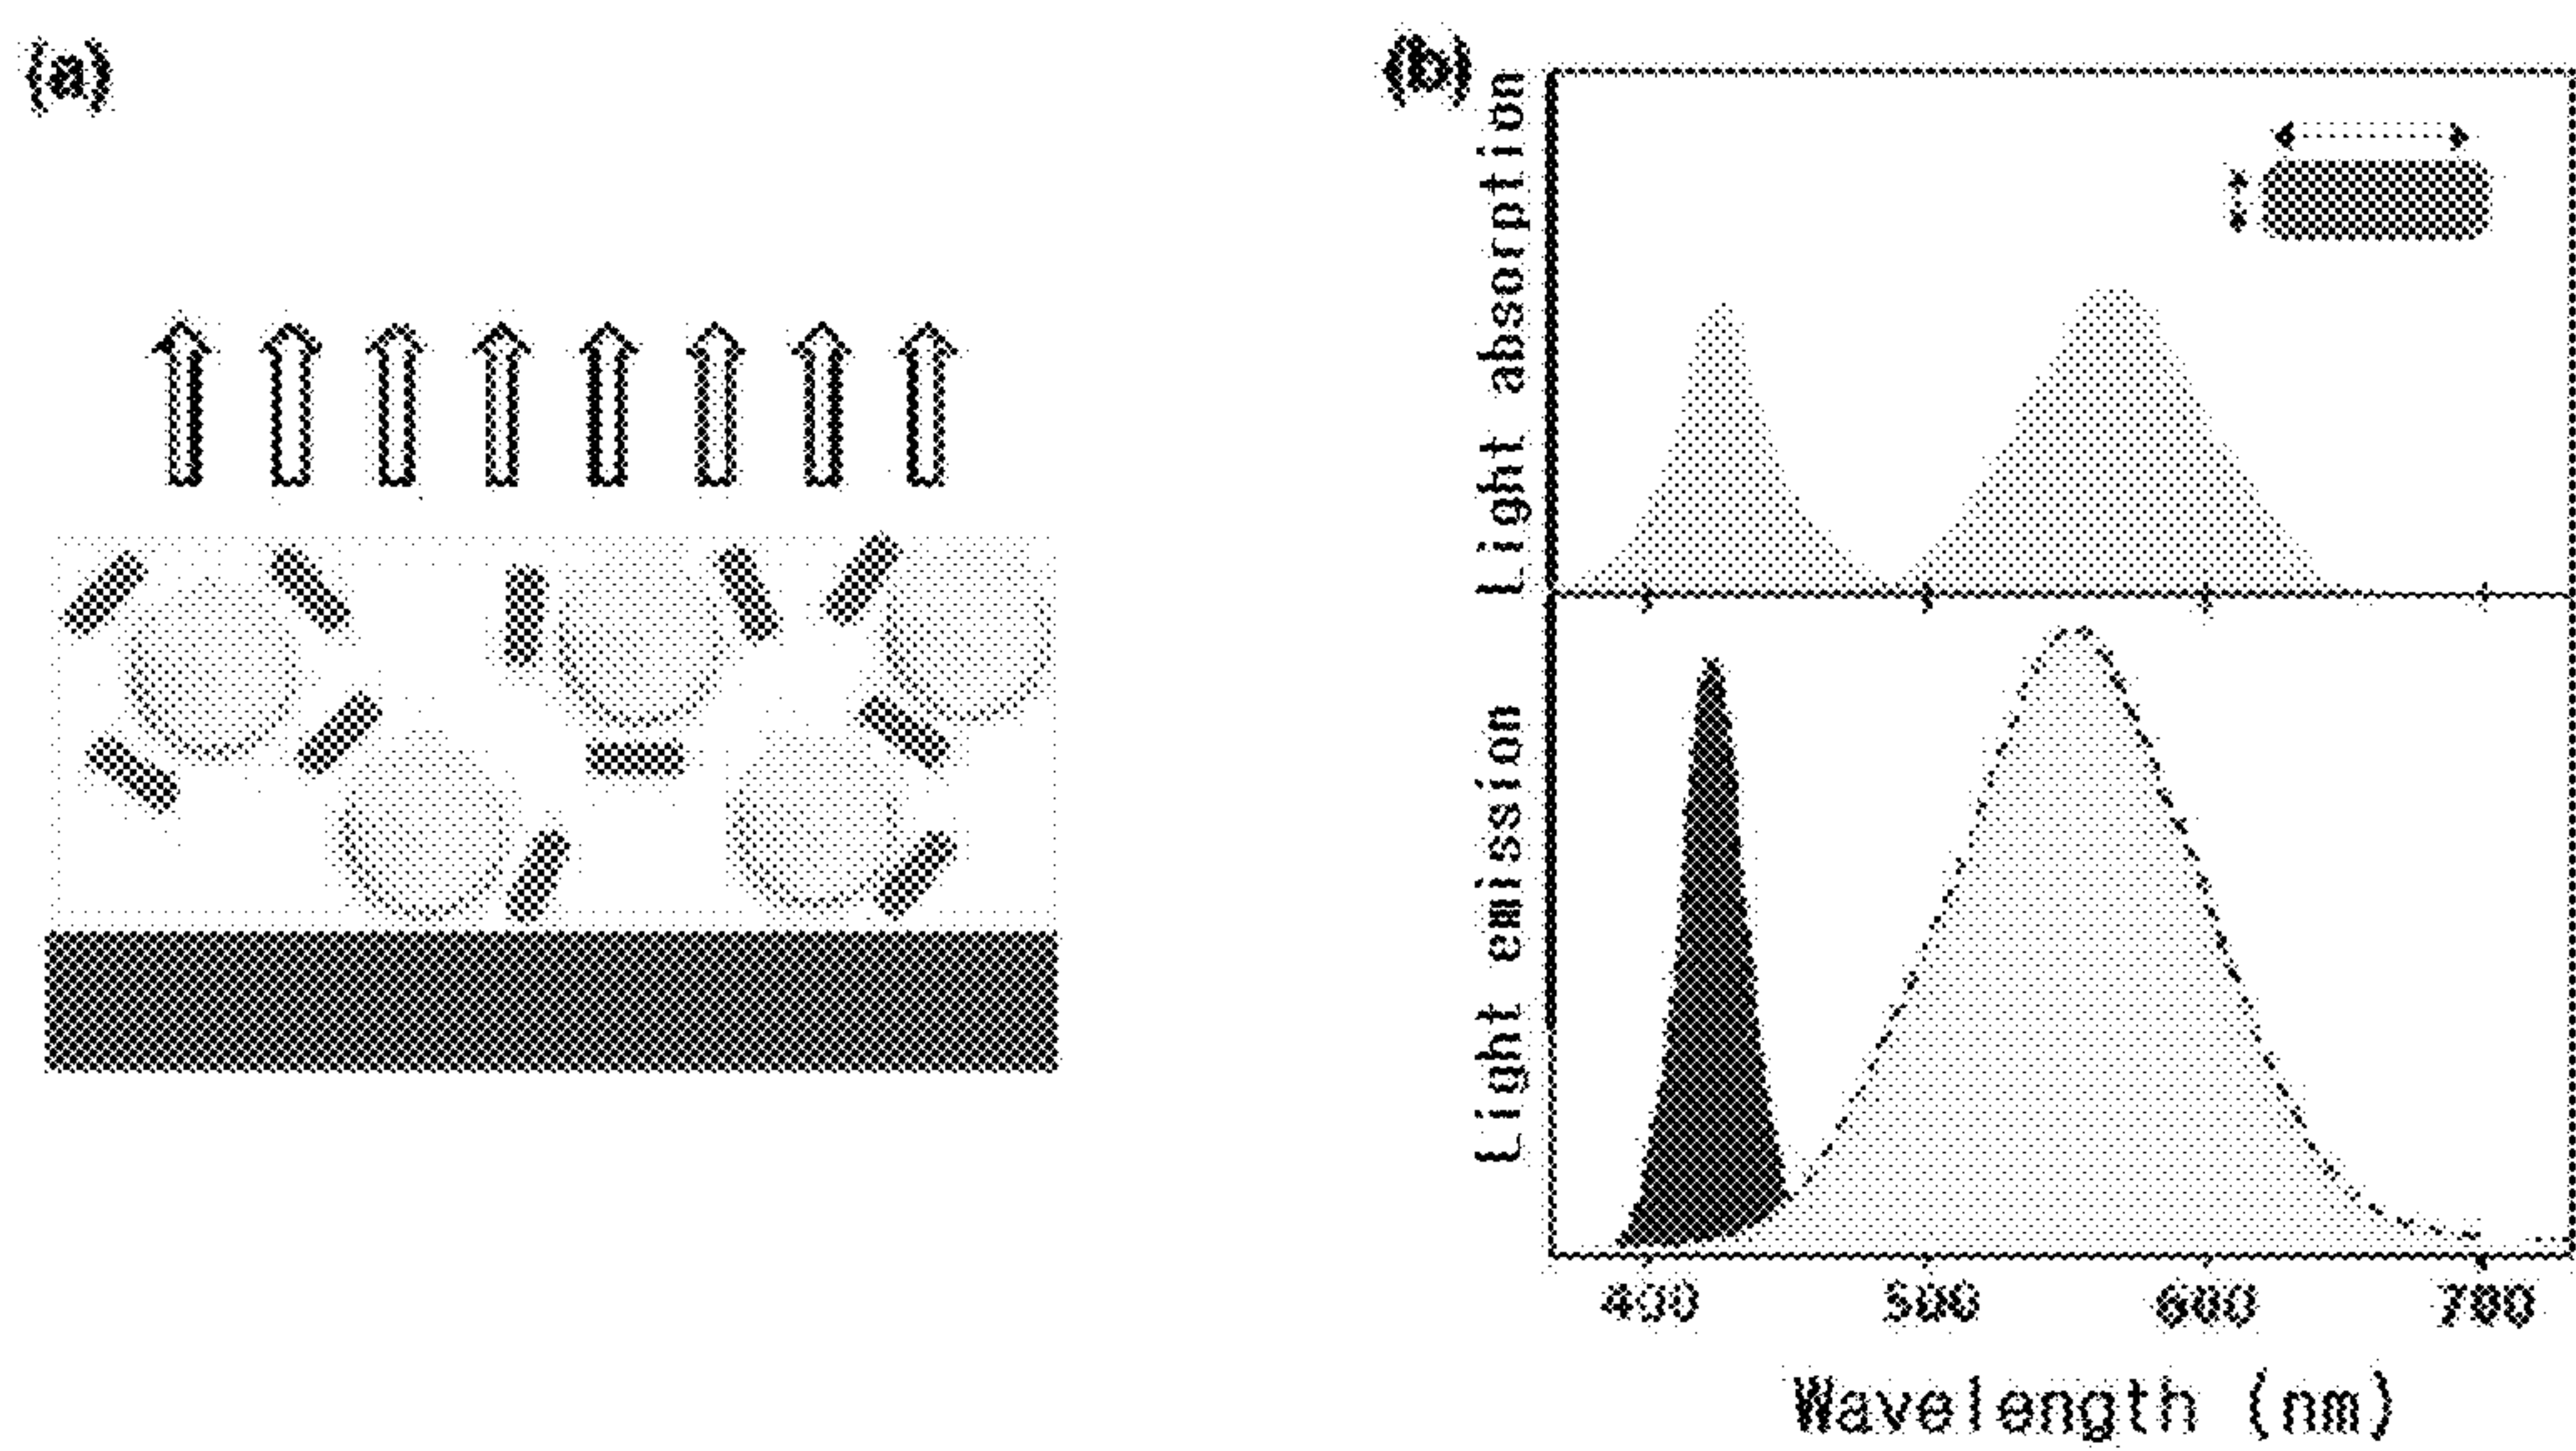 (a)
(b)
Light absorption
Light emission
400 500 600 700
Wavelength (nm)